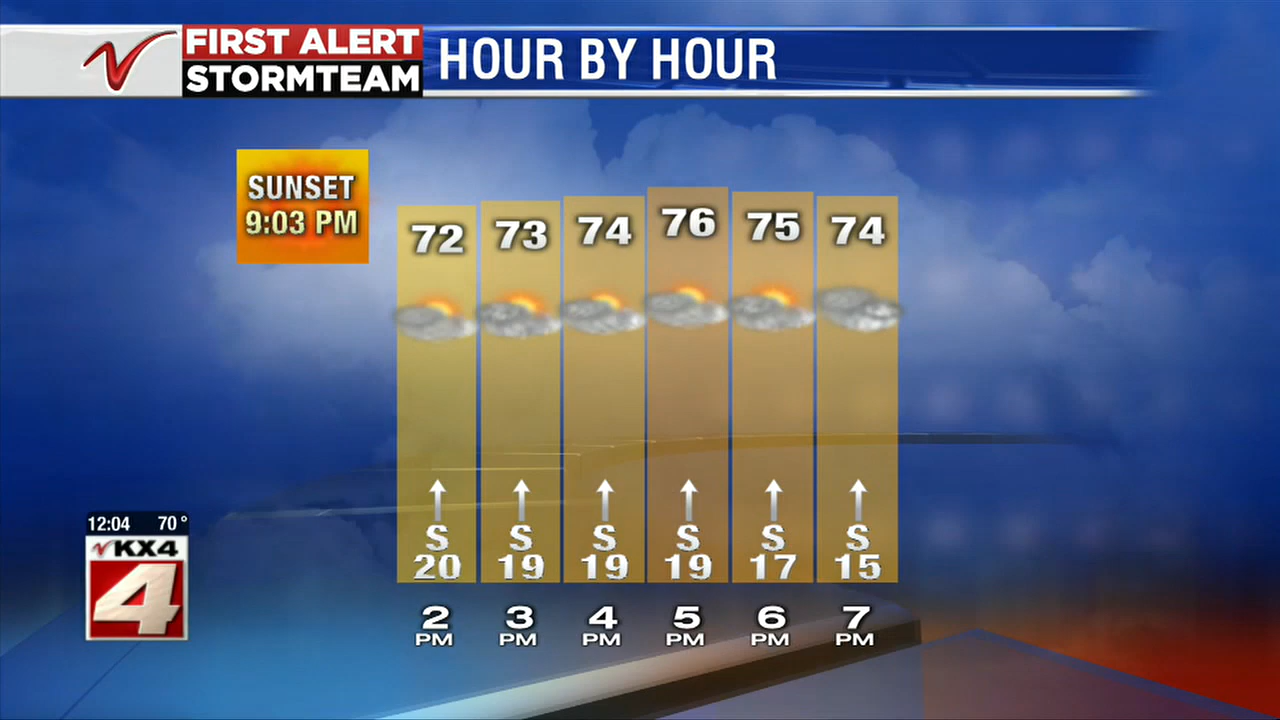 FIRST ALERT
STORMTEAM
HOUR BY HOUR
SUNSET
9:03 PM
72 73 74 76 75 74
S S S S S S
20 19 19 19 17 15
2 3 4 5 6 7
PM PM PM PM PM PM
12:04 70°
KX4
4